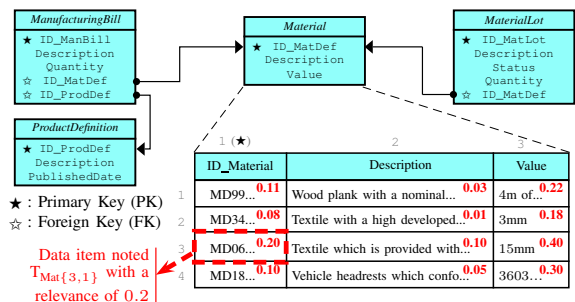 ManufacturingBill
★ ID_ManBill
Description
Quantity
☆ ID_MatDef
☆ ID_ProdDef
Material
★ ID_MatDef
Description
Value
MaterialLot
★ ID_MatLot
Description
Status
Quantity
☆ ID_MatDef
ProductDefinition
★ ID_ProdDef
Description
PublishedDate
★ : Primary Key (PK)
☆ : Foreign Key (FK)
1 (★) 2 3
ID_Material Description Value
1 MD99... 0.11 Wood plank with a nominal... 0.03 4m of... 0.22
2 MD34... 0.08 Textile with a high developed... 0.01 3mm 0.18
3 MD06... 0.20 Textile which is provided with... 0.10 15mm 0.40
4 MD18... 0.10 Vehicle headrests which confo... 0.05 3603... 0.30
Data item noted
T_Mat{3,1} with a
relevance of 0.2